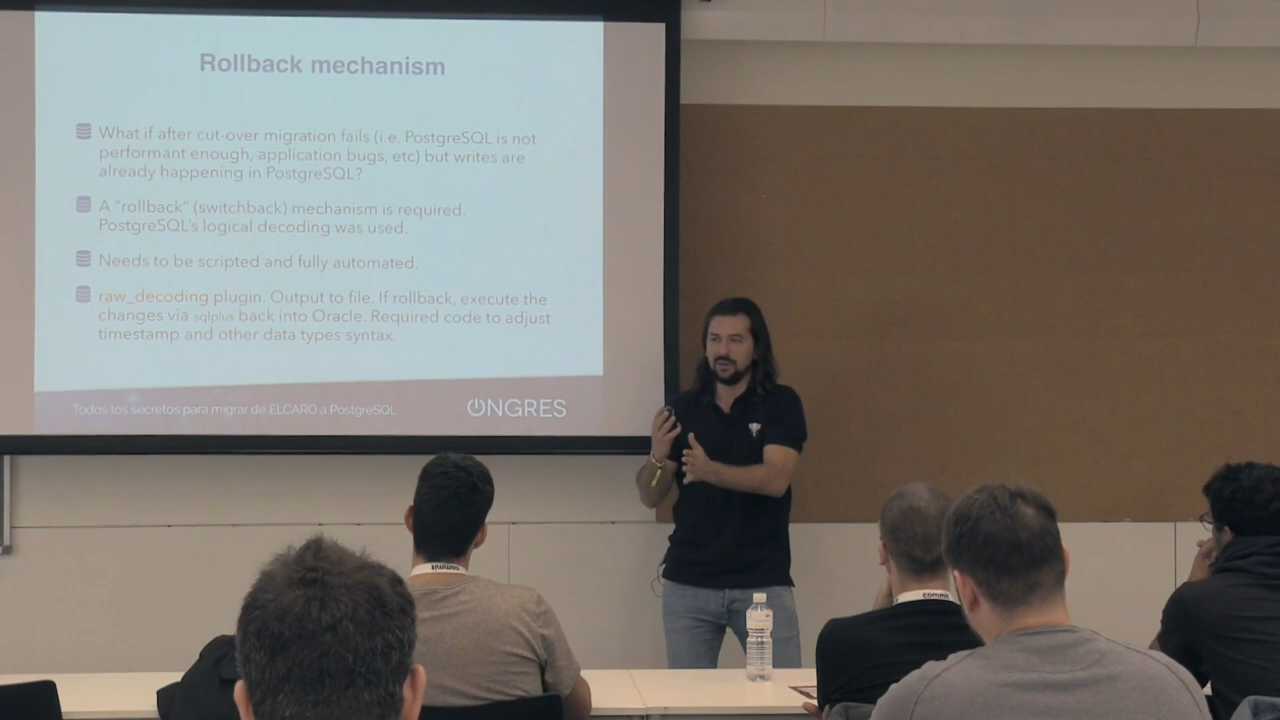 Rollback mechanism
What if after cut-over migration fails (i.e. PostgreSQL is not
performant enough, application bugs, etc) but writes are
already happening in PostgreSQL?
A "rollback" (switchback) mechanism is required.
PostgreSQL's logical decoding was used.
Needs to be scripted and fully automated.
raw_decoding plugin. Output to file. If rollback, execute the
changes via sqlplus back into Oracle. Required code to adjust
timestamp and other data types syntax.
Todos los secretos para migrar de ELCARO a PostgreSQL
ONGRES
commit
commit